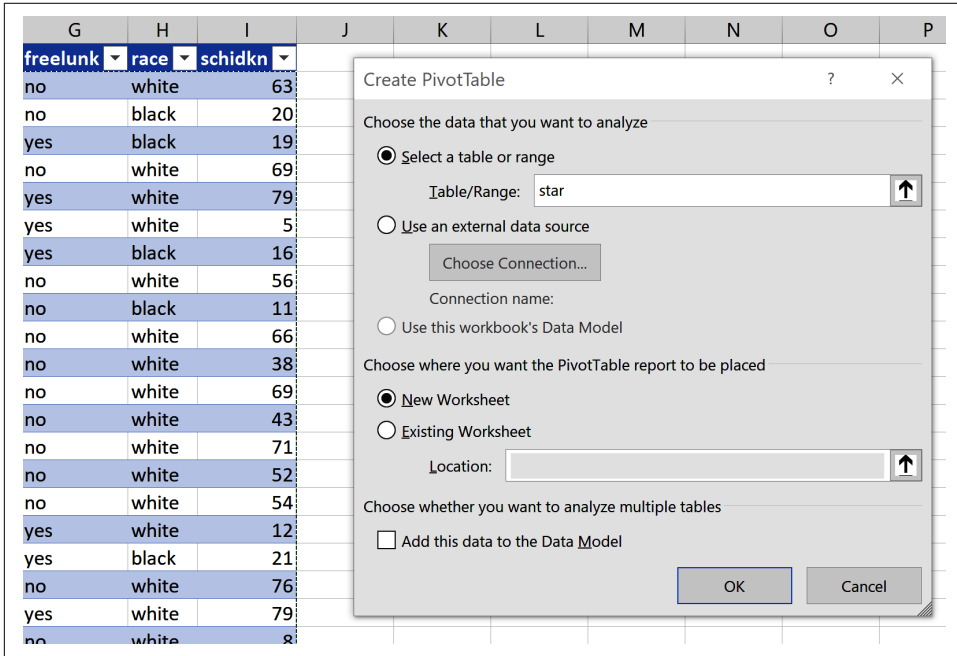 G H I J K L M N O P
freelunk race schidkn
no white 63
no black 20
yes black 19
no white 69
yes white 79
yes white 5
yes black 16
no white 56
no black 11
no white 66
no white 38
no white 69
no white 43
no white 71
no white 52
no white 54
yes white 12
yes black 21
no white 76
yes white 79
no white 8
Create PivotTable ?
Choose the data that you want to analyze
Select a table or range
Table/Range: star
Use an external data source
Choose Connection...
Connection name:
Use this workbook's Data Model
Choose where you want the PivotTable report to be placed
New Worksheet
Existing Worksheet
Location:
Choose whether you want to analyze multiple tables
Add this data to the Data Model
OK Cancel